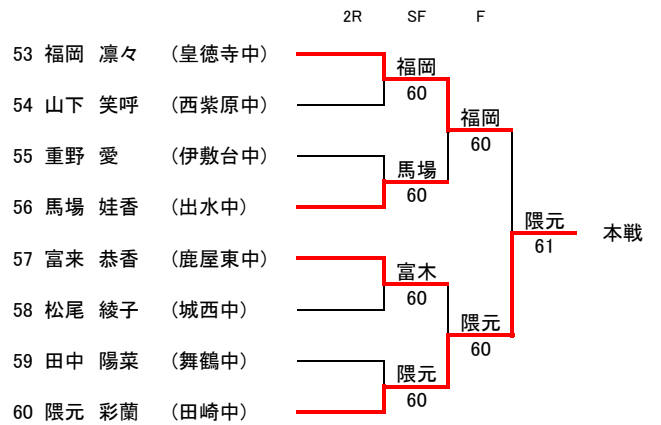 2R SF F
53 福岡 凛々 （皇徳寺中）
福岡
60
54 山下 笑呼 （西紫原中）
福岡
60
55 重野 愛 （伊敷台中）
馬場
60
56 馬場 娃香 （出水中）
隈元 本戦
61
57 富来 恭香 （鹿屋東中）
富木
60
58 松尾 綾子 （城西中）
隈元
60
59 田中 陽菜 （舞鶴中）
隈元
60
60 隈元 彩蘭 （田崎中）